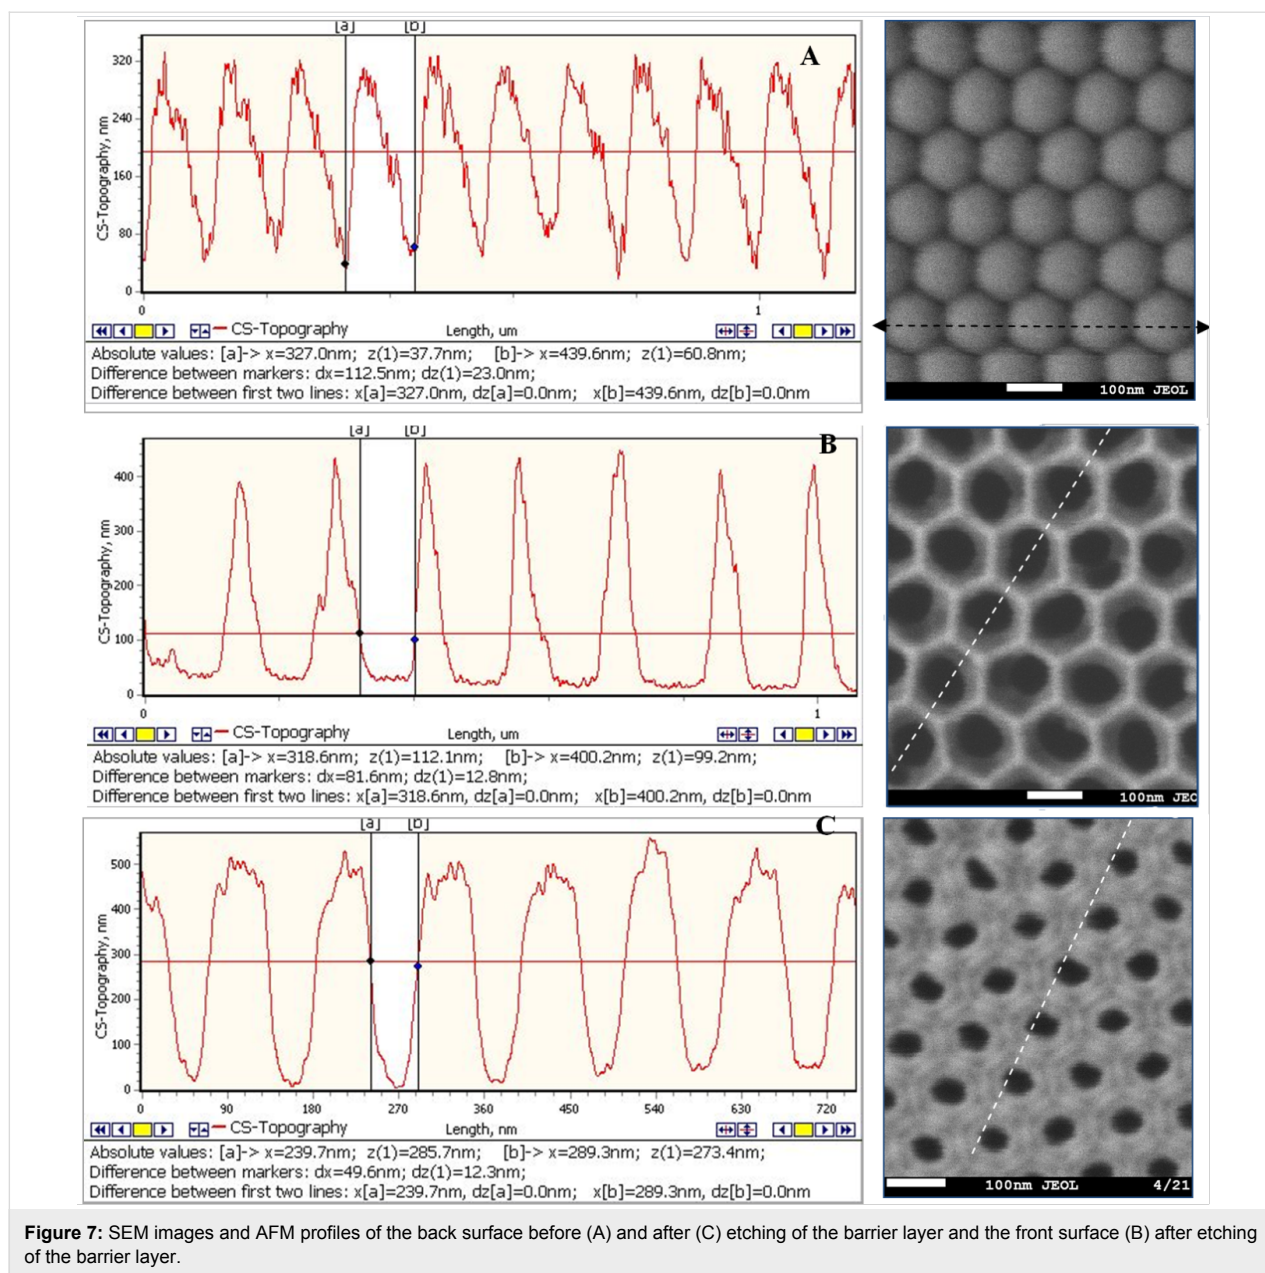 [a] [b]
A
320
240
160
80
0
CS-Topography, nm
0 1
CS-Topography Length, um
Absolute values: [a]-> x=327.0nm; z(1)=37.7nm; [b]-> x=439.6nm; z(1)=60.8nm;
Difference between markers: dx=112.5nm; dz(1)=23.0nm;
Difference between first two lines: x[a]=327.0nm, dz[a]=0.0nm; x[b]=439.6nm, dz[b]=0.0nm
100nm JEOL
[a] [b]
B
400
300
200
100
0
CS-Topography, nm
0 1
CS-Topography Length, um
Absolute values: [a]-> x=318.6nm; z(1)=112.1nm; [b]-> x=400.2nm; z(1)=99.2nm;
Difference between markers: dx=81.6nm; dz(1)=12.8nm;
Difference between first two lines: x[a]=318.6nm, dz[a]=0.0nm; x[b]=400.2nm, dz[b]=0.0nm
100nm JEO
[a] [b]
C
500
400
300
200
100
0
CS-Topography, nm
0 90 180 270 360 450 540 630 720
CS-Topography Length, nm
Absolute values: [a]-> x=239.7nm; z(1)=285.7nm; [b]-> x=289.3nm; z(1)=273.4nm;
Difference between markers: dx=49.6nm; dz(1)=12.3nm;
Difference between first two lines: x[a]=239.7nm, dz[a]=0.0nm; x[b]=289.3nm, dz[b]=0.0nm
100nm JEOL 4/21
Figure 7: SEM images and AFM profiles of the back surface before (A) and after (C) etching of the barrier layer and the front surface (B) after etching
of the barrier layer.